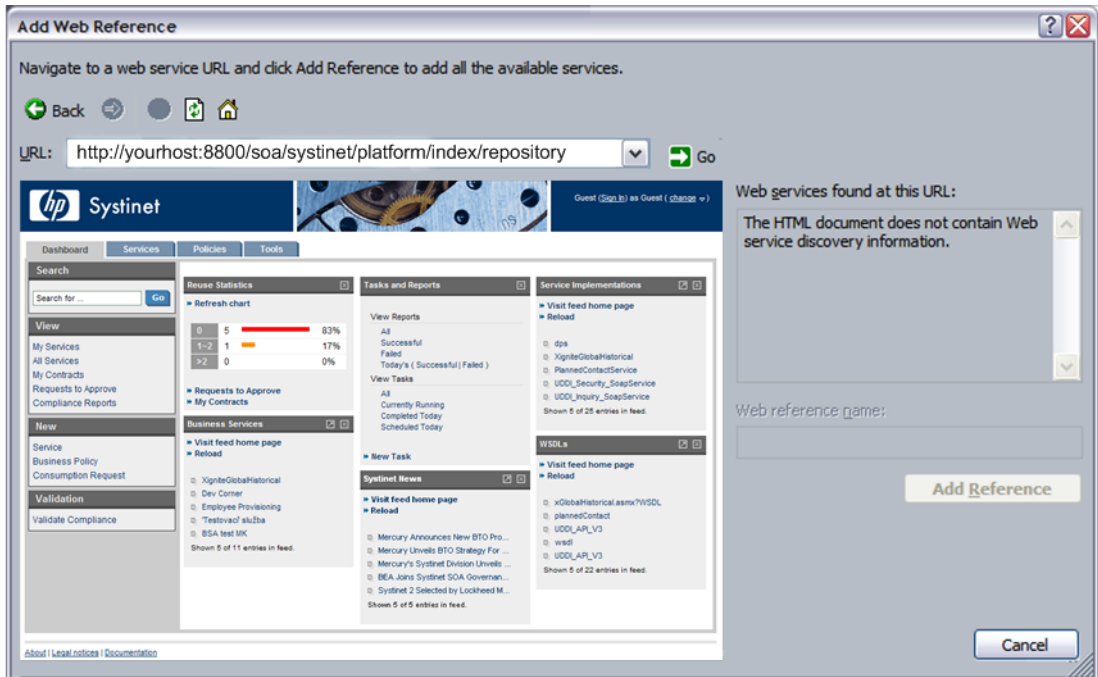 Add Web Reference
Navigate to a web service URL and click Add Reference to add all the available services.
Back
URL: http://yourhost:8800/soa/systinet/platform/index/repository Go
hp Systinet
Guest (Sign In) as Guest ( change )
Dashboard Services Policies Tools
Search
Search for ... Go
View
My Services
All Services
My Contracts
Requests to Approve
Compliance Reports
New
Service
Business Policy
Consumption Request
Validation
Validate Compliance
Reuse Statistics
» Refresh chart
0 5 83%
1-2 1 17%
>2 0 0%
» Requests to Approve
» My Contracts
Business Services
» Visit feed home page
» Reload
XigniteGlobalHistorical
Dev Corner
Employee Provisioning
'Testovací' služba
BSA test MK
Shown 5 of 11 entries in feed.
Tasks and Reports
View Reports
All
Successful
Failed
Today's ( Successful | Failed )
View Tasks
All
Currently Running
Completed Today
Scheduled Today
» New Task
Systinet News
» Visit feed home page
» Reload
Mercury Announces New BTO Pro...
Mercury Unveils BTO Strategy For ...
Mercury's Systinet Division Unveils ...
BEA Joins Systinet SOA Governan...
Systinet 2 Selected by Lockheed M...
Shown 5 of 5 entries in feed.
Service Implementations
» Visit feed home page
» Reload
dps
XigniteGlobalHistorical
PlannedContactService
UDDI_Security_SoapService
UDDI_Inquiry_SoapService
Shown 5 of 25 entries in feed.
WSDLs
» Visit feed home page
» Reload
xGlobalHistorical.asmx?WSDL
plannedContact
UDDI_API_V3
wsdl
UDDI_API_V3
Shown 5 of 22 entries in feed.
About | Legal notices | Documentation
Web services found at this URL:
The HTML document does not contain Web
service discovery information.
Web reference name:
Add Reference
Cancel